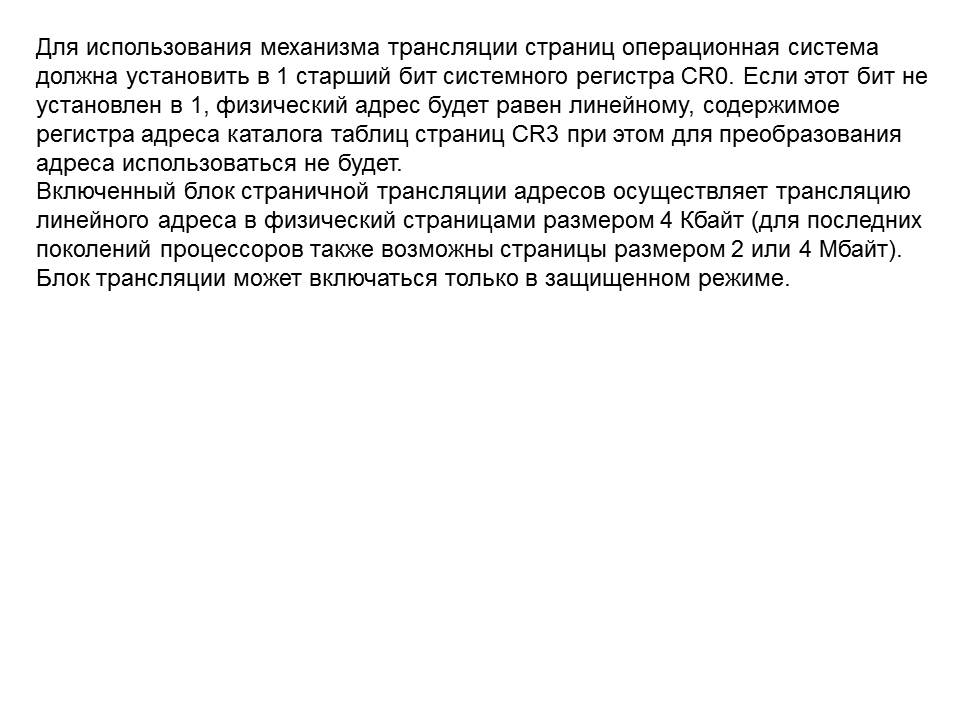 Для использования механизма трансляции страниц операционная система
должна установить в 1 старший бит системного регистра CR0. Если этот бит не
установлен в 1, физический адрес будет равен линейному, содержимое
регистра адреса каталога таблиц страниц CR3 при этом для преобразования
адреса использоваться не будет.
Включенный блок страничной трансляции адресов осуществляет трансляцию
линейного адреса в физический страницами размером 4 Кбайт (для последних
поколений процессоров также возможны страницы размером 2 или 4 Мбайт).
Блок трансляции может включаться только в защищенном режиме.